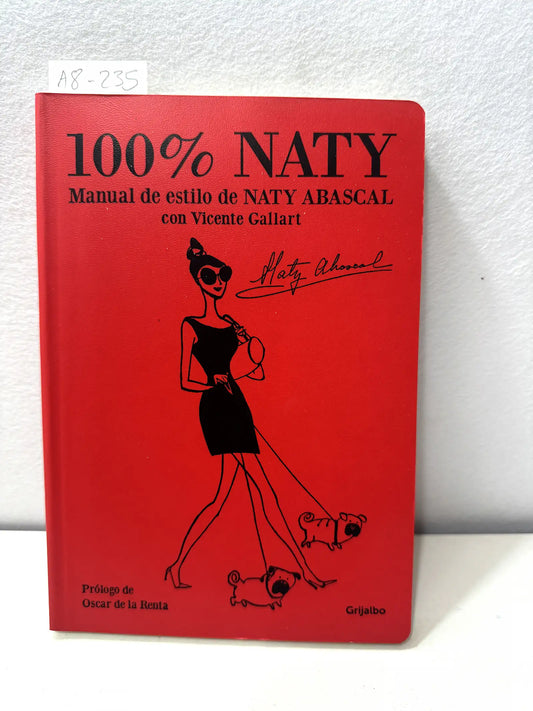 A8-235
100% NATY
Manual de estilo de NATY ABASCAL
con Vicente Gallart
Naty Abascal
Prólogo de
Oscar de la Renta
Grijalbo